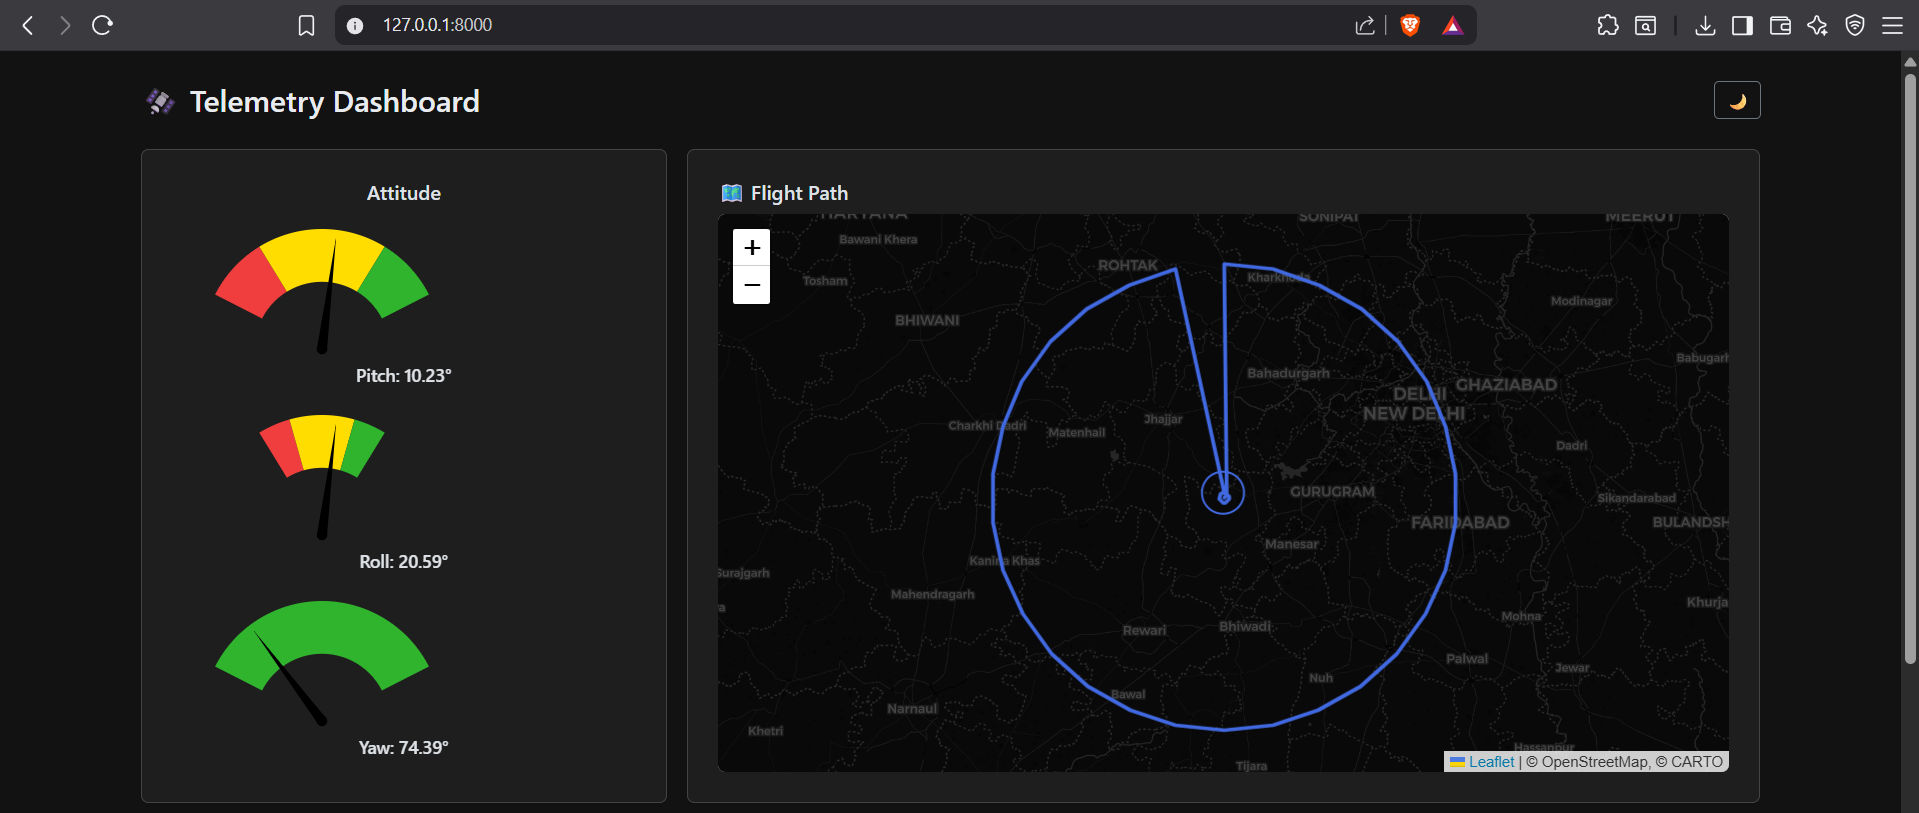 127.0.0.1:8000
Telemetry Dashboard
Attitude
Pitch: 10.23°
Roll: 20.59°
Yaw: 74.39°
Flight Path
+
−
HARYANA
SONIPAT
MEERUT
Bawani Khera
ROHTAK
Kharkhoda
Tosham
Modinagar
BHIWANI
Babugarh
Bahadurgarh
GHAZIABAD
DELHI
NEW DELHI
Jhajjar
Charkhi Dadri
Matenhail
Dadri
GURUGRAM
Sikandarabad
FARIDABAD
BULANDSH
Manesar
Kanina Khas
Surajgarh
Mahendragarh
Khurja
a
Mohna
Rewari
Bhiwadi
Palwal
Jewar
Nuh
Bawal
Narnaul
Khetri
Hassanpur
Tijara
Leaflet | © OpenStreetMap, © CARTO